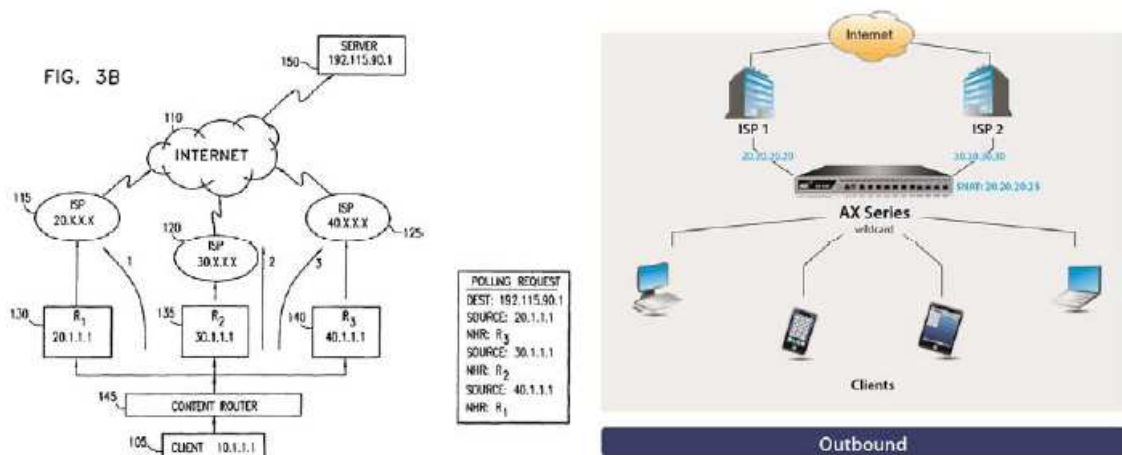 FIG. 3B
SERVER
192.115.90.1
150
110
INTERNET
115
ISP
20.X.X.X
120
ISP
30.X.X.X
ISP
40.X.X.X
125
1
2
3
130
R1
20.1.1.1
135
R2
30.1.1.1
140
R3
40.1.1.1
145
CONTENT ROUTER
105
CLIENT 10.1.1.1
POLLING REQUEST
DEST: 192.115.90.1
SOURCE: 20.1.1.1
NHR: R3
SOURCE: 30.1.1.1
NHR: R2
SOURCE: 40.1.1.1
NHR: R1
Internet
ISP 1
ISP 2
20.20.20.20
30.30.30.30
SNAT: 20.20.20.25
AX Series
wildcard
Clients
Outbound